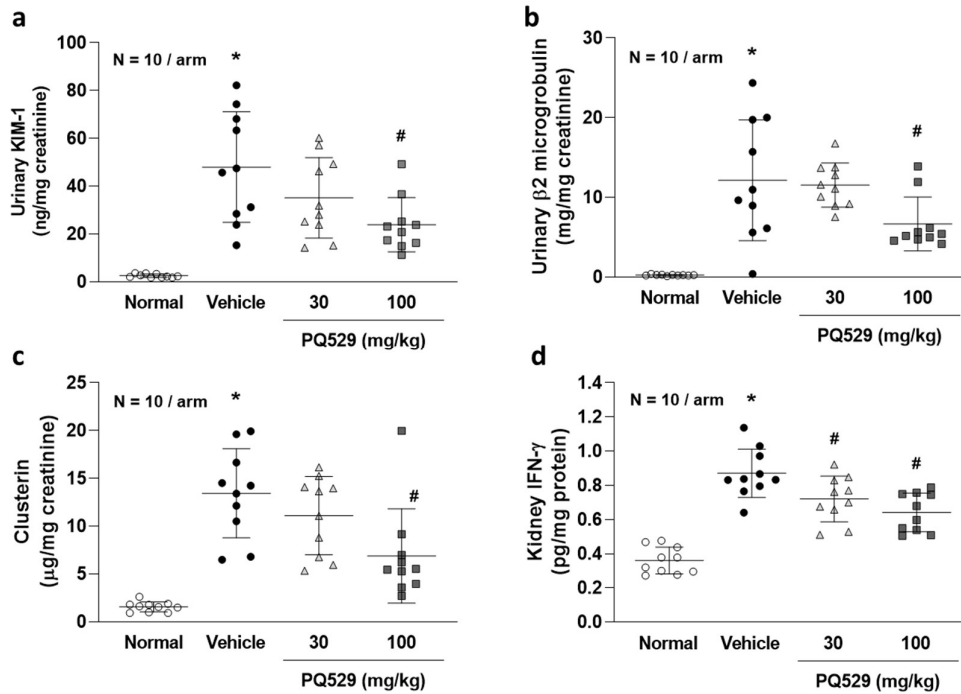 a
Urinary KIM-1
(ng/mg creatinine)
100
80
60
40
20
0
N = 10 / arm
*
#
Normal
Vehicle
30
100
PQ529 (mg/kg)
b
Urinary β2 microgrobulin
(mg/mg creatinine)
30
20
10
0
N = 10 / arm
*
#
Normal
Vehicle
30
100
PQ529 (mg/kg)
c
Clusterin
(μg/mg creatinine)
25
20
15
10
5
0
N = 10 / arm
*
#
Normal
Vehicle
30
100
PQ529 (mg/kg)
d
Kidney IFN-γ
(pg/mg protein)
1.4
1.2
1.0
0.8
0.6
0.4
0.2
0.0
N = 10 / arm
*
#
#
Normal
Vehicle
30
100
PQ529 (mg/kg)